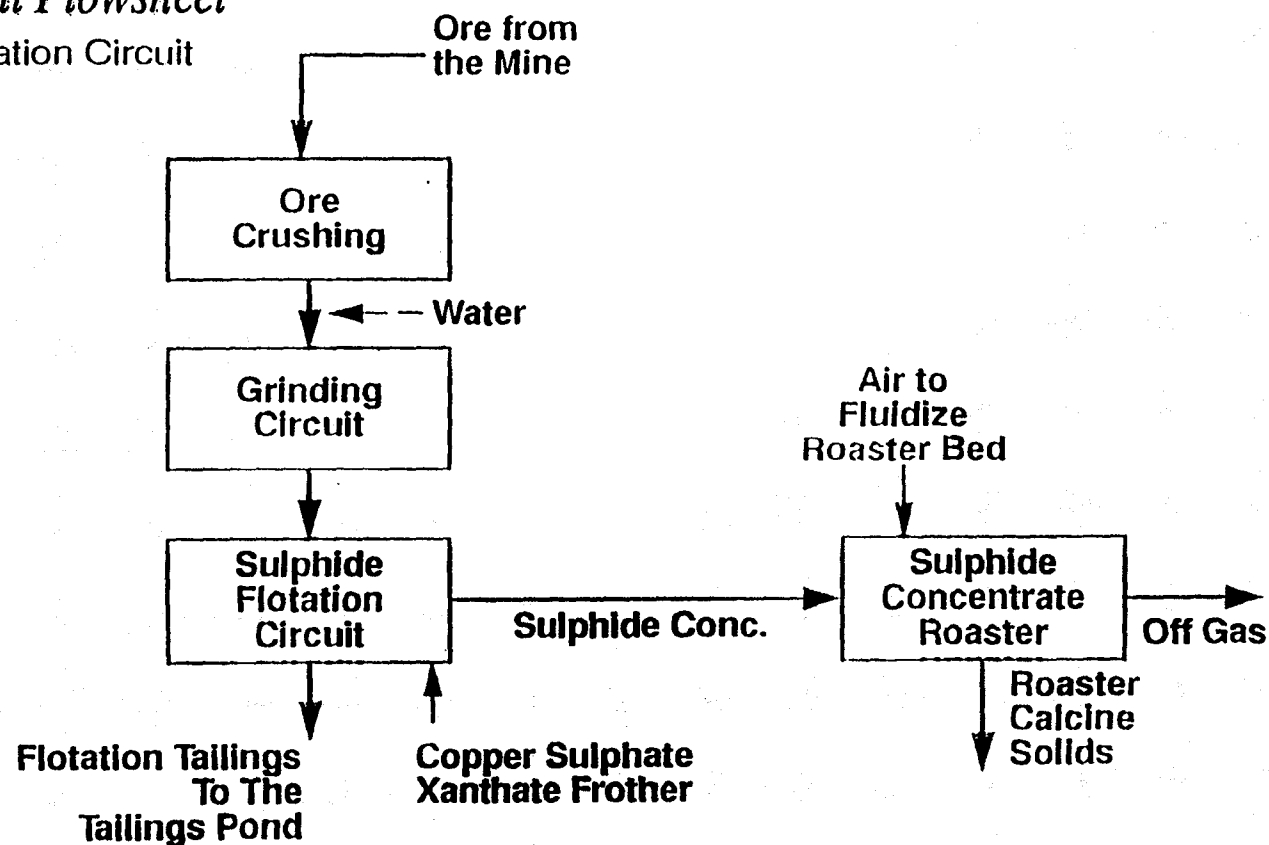 Flowsheet
Circuit
Ore from
the Mine
Ore
Crushing
Water
Grinding
Circuit
Air to
Fluidize
Roaster Bed
Sulphide
Flotation
Circuit
Sulphide Conc.
Sulphide
Concentrate
Roaster
Off Gas
Roaster
Calcine
Solids
Flotation Tailings
To The
Tailings Pond
Copper Sulphate
Xanthate Frother